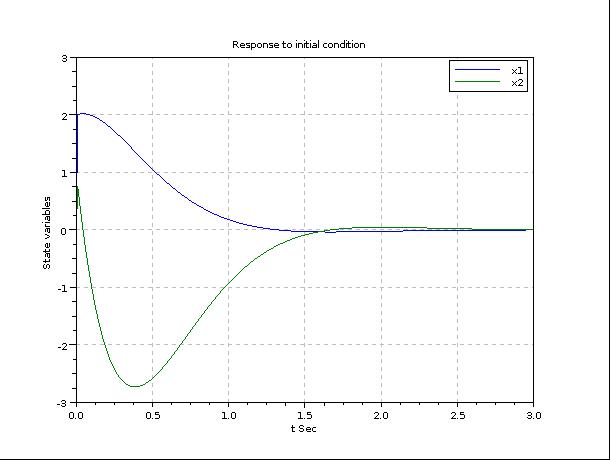 Response to initial condition
x1
x2
3
2
1
0
-1
-2
-3
State variables
0.0 0.5 1.0 1.5 2.0 2.5 3.0
t Sec